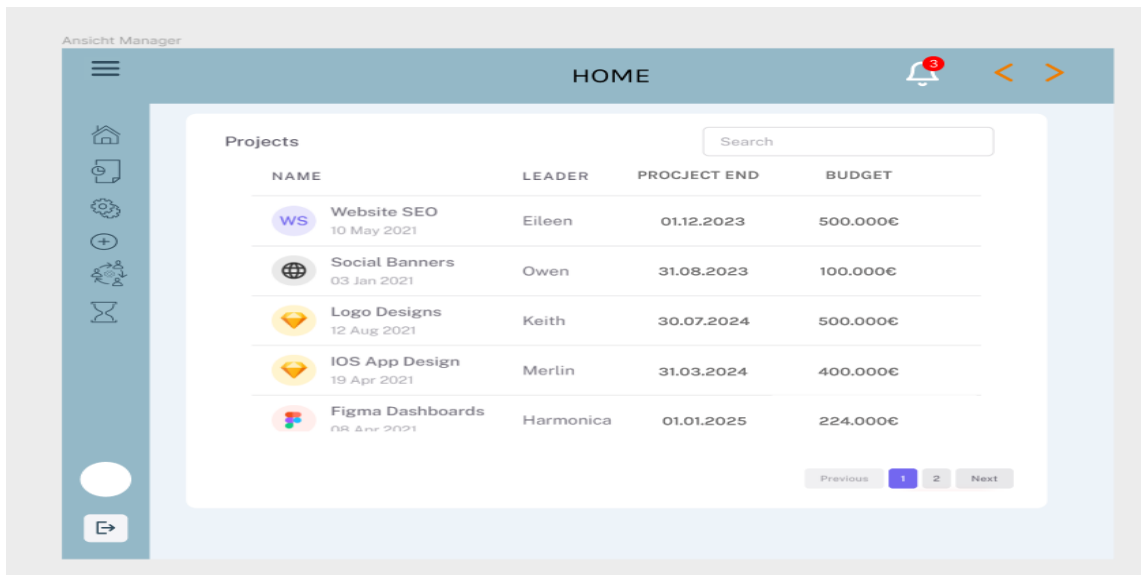 Ansicht Manager
HOME
3
< >
Projects
Search
NAME LEADER PROCJECT END BUDGET
WS Website SEO Eileen 01.12.2023 500.000€
10 May 2021
Social Banners Owen 31.08.2023 100.000€
03 Jan 2021
Logo Designs Keith 30.07.2024 500.000€
12 Aug 2021
IOS App Design Merlin 31.03.2024 400.000€
19 Apr 2021
Figma Dashboards Harmonica 01.01.2025 224.000€
08 Apr 2021
Previous 1 2 Next